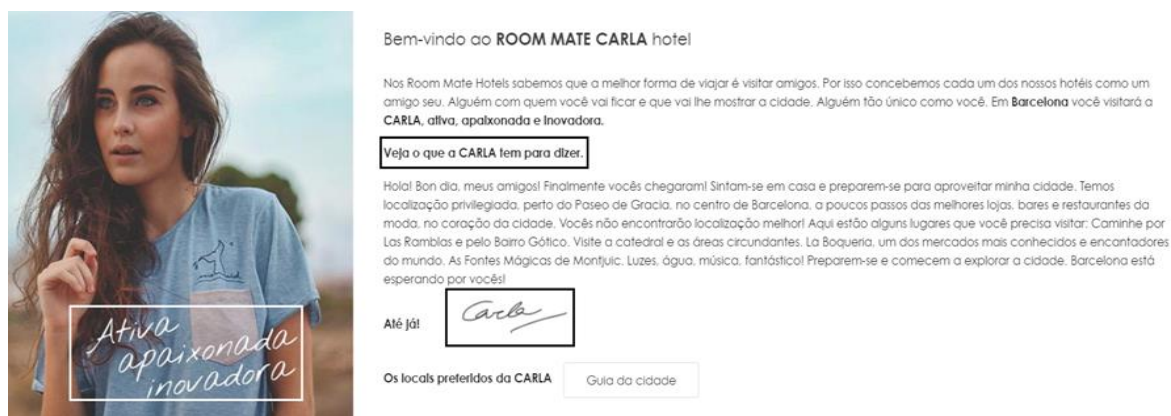 Bem-vindo ao ROOM MATE CARLA hotel
Nos Room Mate Hotels sabemos que a melhor forma de viajar é visitar amigos. Por isso concebemos cada um dos nossos hotéis como um
amigo seu. Alguém com quem você vai ficar e que vai lhe mostrar a cidade. Alguém tão único como você. Em Barcelona você visitará a
CARLA, ativa, apaixonada e Inovadora.
Veja o que a CARLA tem para dizer.
Hola! Bon dia, meus amigos! Finalmente vocês chegaram! Sintam-se em casa e preparem-se para aproveitar minha cidade. Temos
localização privilegiada, perto do Paseo de Gracia, no centro de Barcelona, a poucos passos das melhores lojas, bares e restaurantes da
moda, no coração da cidade. Vocês não encontrarão localização melhor! Aqui estão alguns lugares que você precisa visitar: Caminhe por
Las Ramblas e pelo Bairro Gótico. Visite a catedral e as áreas circundantes. La Boqueria, um dos mercados mais conhecidos e encantadores
do mundo. As Fontes Mágicas de Montjuic. Luzes, água, música, fantástico! Preparem-se e comecem a explorar a cidade. Barcelona está
esperando por vocês!
Até já!
Carla
Os locals preferidos da CARLA
Guia da cidade
Ativa
apaixonada
inovadora